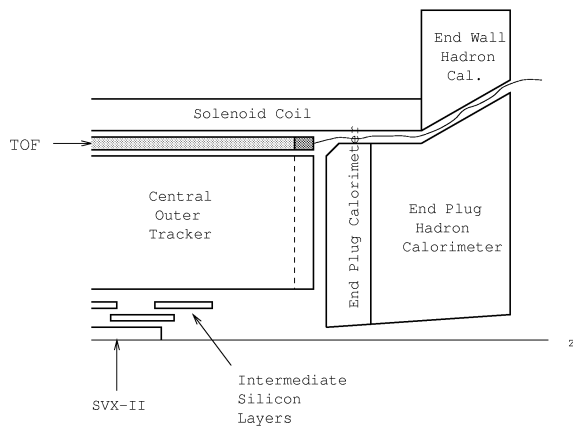 End Wall
Hadron
Cal.
Solenoid Coil
TOF
End Plug Calorimeter
Central
Outer
Tracker
End Plug
Hadron
Calorimeter
z
Intermediate
Silicon
Layers
SVX-II